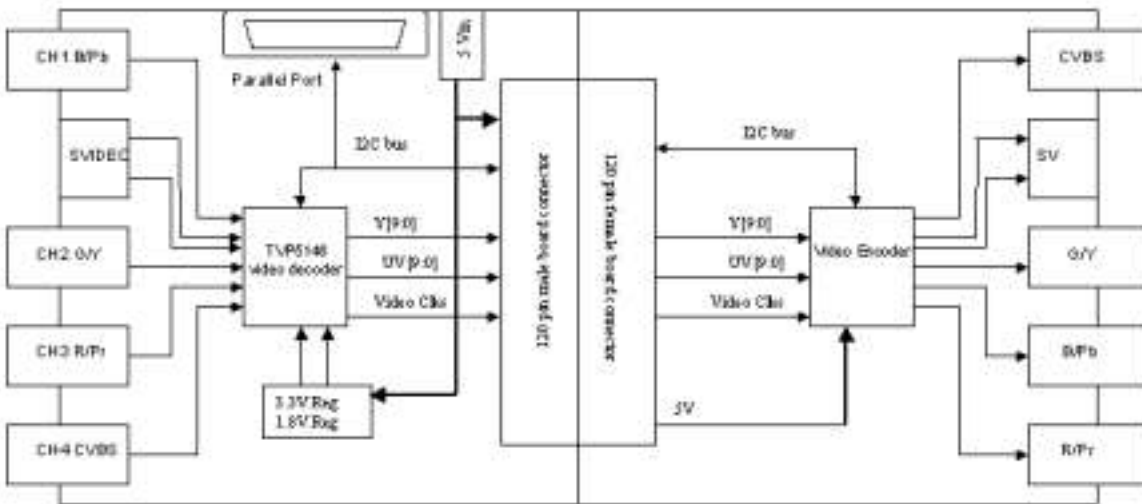 CH1 B/Pb
SVIDEC
CH2 G/Y
CH3 R/Pr
CH4 CVBS
Parallel Port
5 Vin
I2C bus
TVP5146
video decoder
Y[9:0]
UV[9:0]
Video Clks
3.3V Reg
1.8V Reg
120 pin male board connector
120 pin female board connector
I2C bus
Y[9:0]
UV[9:0]
Video Clks
5V
Video Encoder
CVBS
SV
G/Y
B/Pb
R/Pr